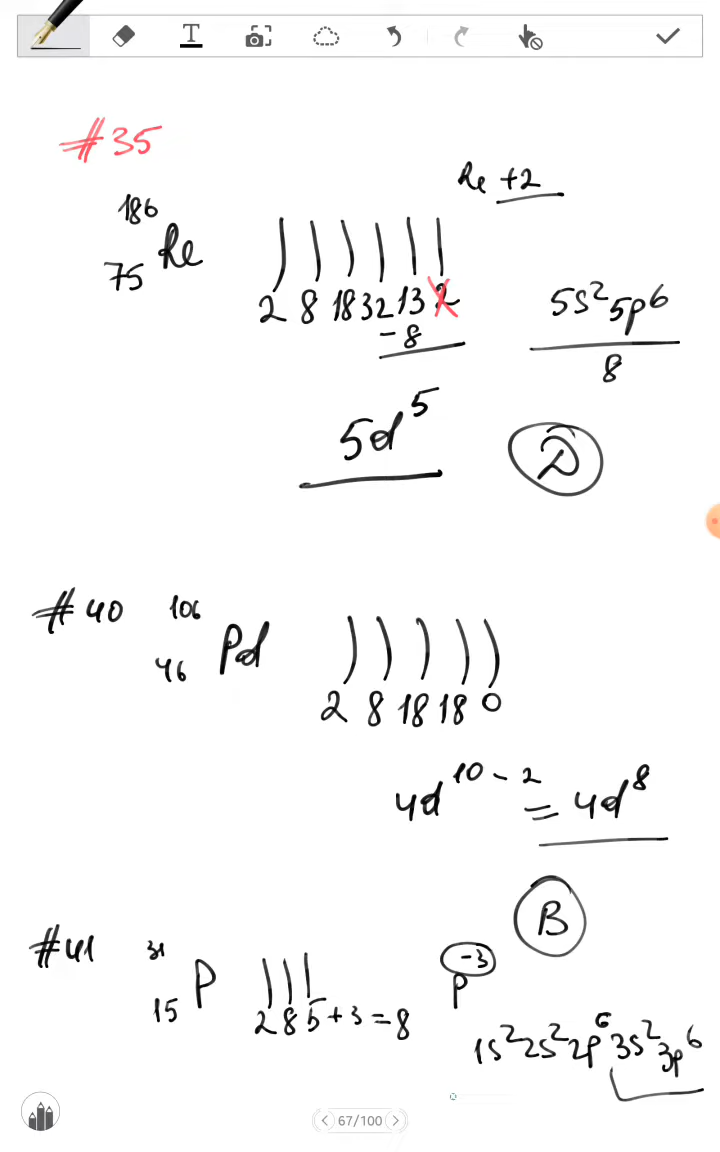 T
#35
Re +2
186
75 Re
2 8 18 32 13 2
- 8
5s² 5p⁶
8
5d⁵
D
#40
106
46 Pd
2 8 18 18 0
4d¹⁰⁻² = 4d⁸
B
#41
31
15 P
2 8 5 + 3 = 8
p⁻³
1s² 2s² 2p⁶ 3s² 3p⁶
< 67/100 >